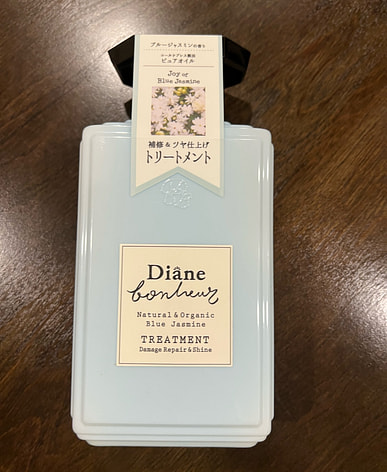 ブルージャスミンの香り
コールドプレス製法
ピュアオイル
Joy of
Blue Jasmine
補修&ツヤ仕上げ
トリートメント
Diâne
bonheur
Natural & Organic
Blue Jasmine
TREATMENT
Damage Repair & Shine